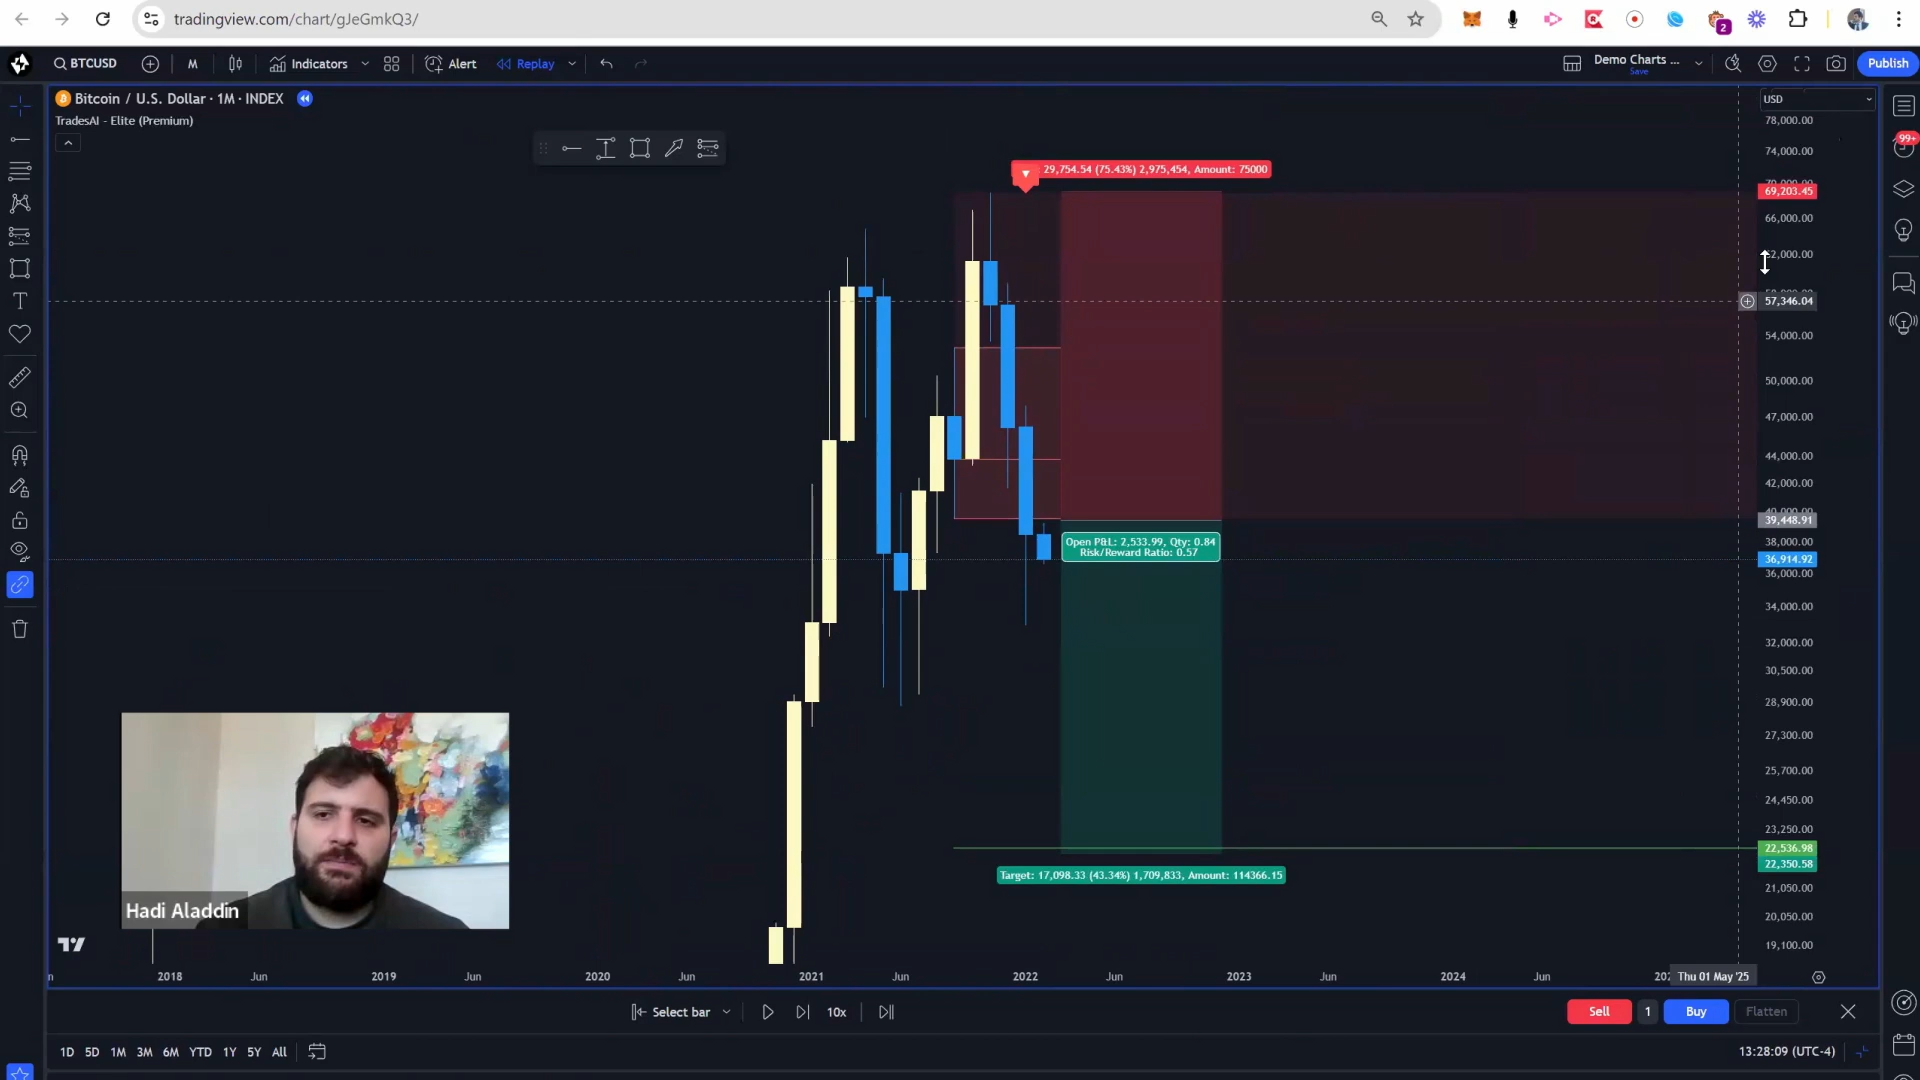 tradingview.com/chart/gJeGmkQ3/
2
BTCUSD
M
Indicators
Alert
Replay
Demo Charts ...
Save
Publish
Bitcoin / U.S. Dollar · 1M · INDEX
TradesAI - Elite (Premium)
USD
99+
78,000.00
74,000.00
29,754.54 (75.43%) 2,975,454, Amount: 75000
69,203.45
66,000.00
2,000.00
57,346.04
54,000.00
50,000.00
47,000.00
44,000.00
42,000.00
39,448.91
38,000.00
Open P&L: 2,533.99, Qty: 0.84
Risk/Reward Ratio: 0.57
36,914.92
36,000.00
34,000.00
32,000.00
30,500.00
28,900.00
27,300.00
25,700.00
24,450.00
23,250.00
22,536.98
22,350.58
Target: 17,098.33 (43.34%) 1,709,833, Amount: 114366.15
21,050.00
20,050.00
19,100.00
Hadi Aladdin
2018 Jun 2019 Jun 2020 Jun 2021 Jun 2022 Jun 2023 Jun 2024 Jun Thu 01 May '25
Select bar
10x
Sell
1
Buy
Flatten
1D 5D 1M 3M 6M YTD 1Y 5Y All
13:28:09 (UTC-4)